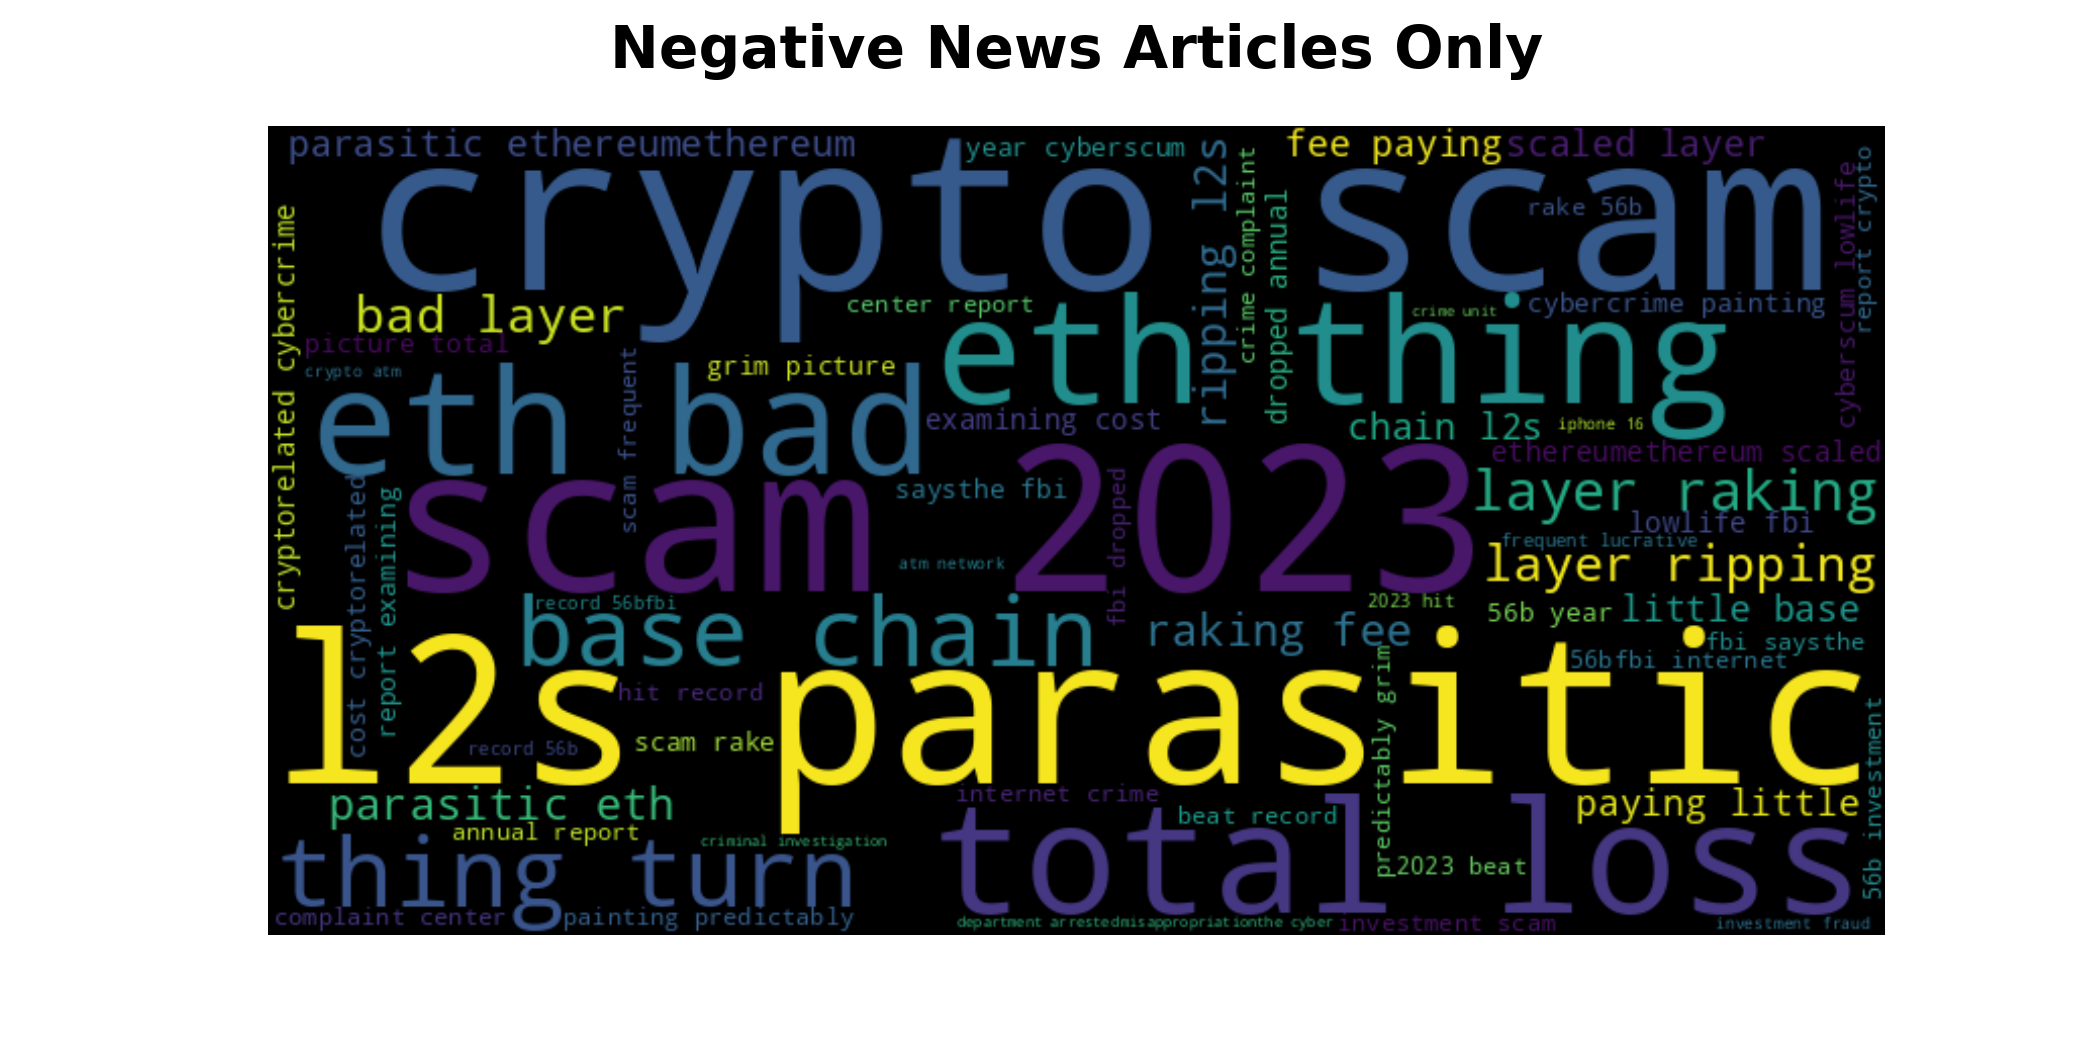 Negative News Articles Only
parasitic ethereumethereum
year cyberscum
fee paying
scaled layer
crypto scam
rake 56b
ripping l2s
crime complaint
dropped annual
cyberscum lowlife
report crypto
cryptorelated cybercrime
bad layer
center report
eth thing
crime unit
cybercrime painting
picture total
crypto atm
grim picture
eth bad
scam frequent
examining cost
chain l2s
iphone 16
ethereumethereum scaled
scam 2023
saysthe fbi
layer raking
lowlife fbi
frequent lucrative
layer ripping
atm network
fbi dropped
cost cryptorelated
report examining
record 56bfbi
base chain
raking fee
2023 hit
56b year
little base
fbi saysthe
56bfbi internet
l2s parasitic
hit record
record 56b
scam rake
predictably grim
56b investment
parasitic eth
internet crime
beat record
paying little
annual report
criminal investigation
total loss
thing turn
2023 beat
complaint center
painting predictably
department arrestedmisappropriationthe cyber
investment scam
investment fraud